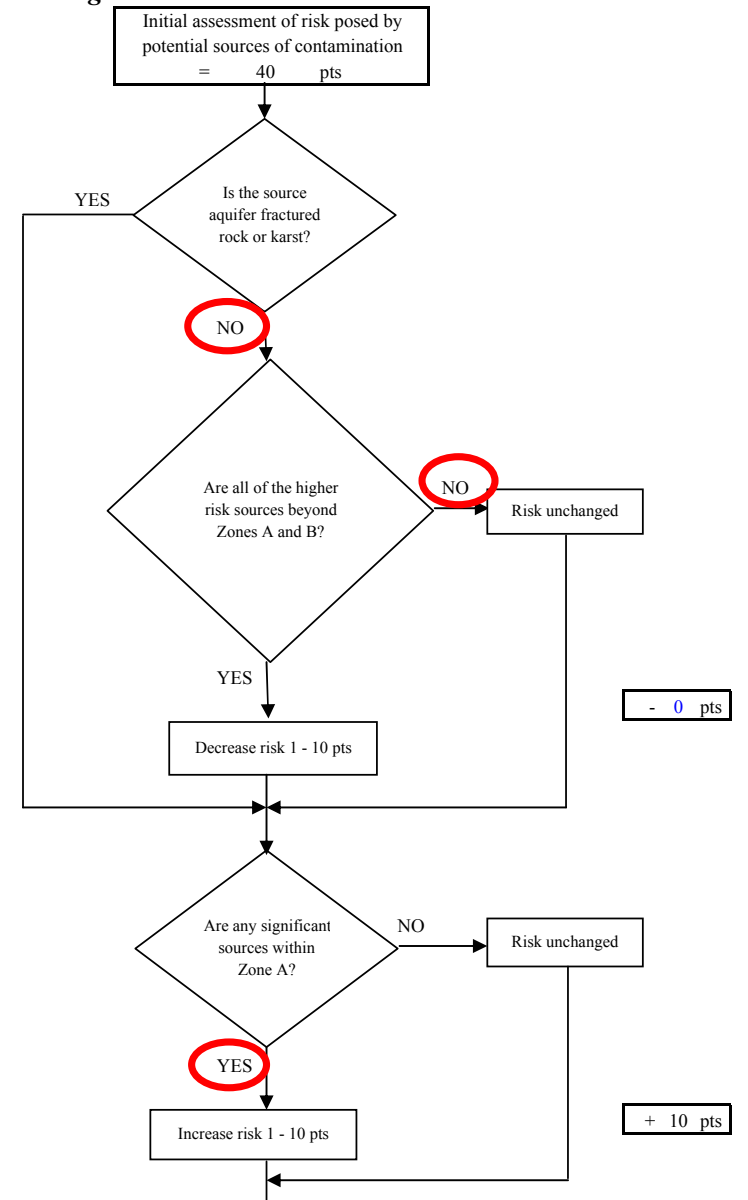 Initial assessment of risk posed by
potential sources of contamination
= 40 pts
YES
Is the source
aquifer fractured
rock or karst?
NO
Are all of the higher
risk sources beyond
Zones A and B?
NO
Risk unchanged
YES
- 0 pts
Decrease risk 1 - 10 pts
Are any significant
sources within
Zone A?
NO
Risk unchanged
YES
+ 10 pts
Increase risk 1 - 10 pts